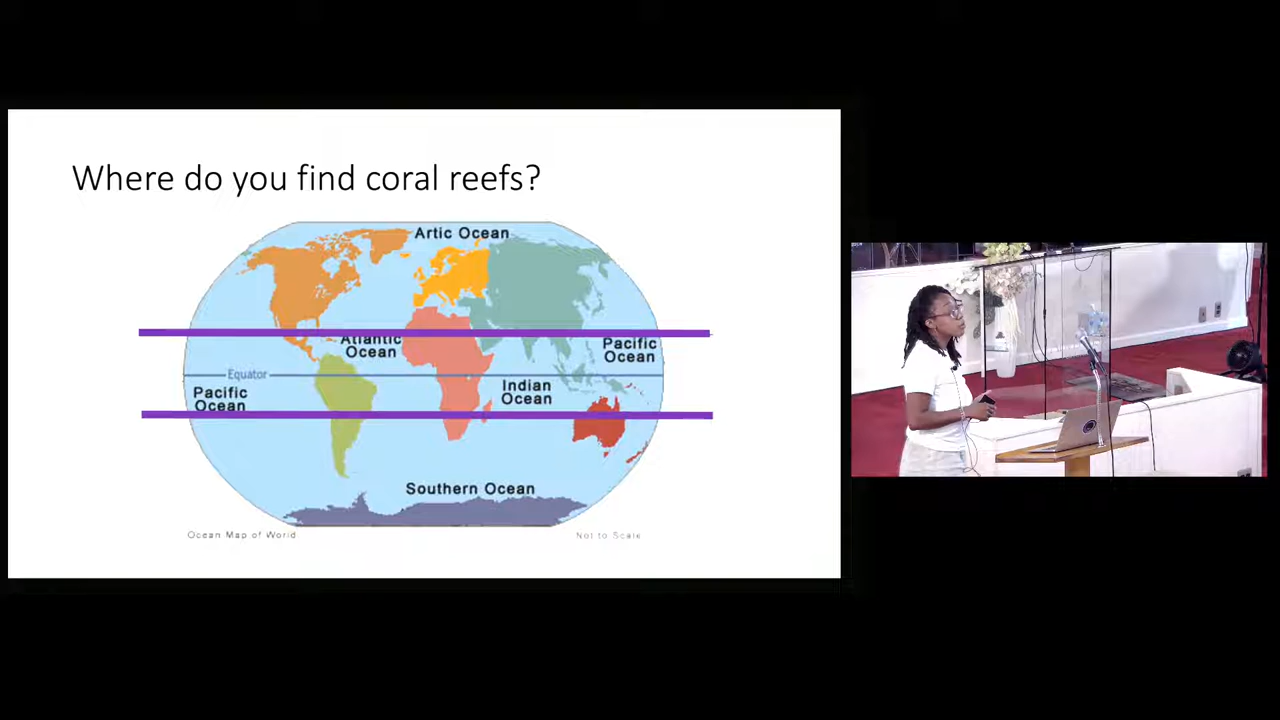 Where do you find coral reefs?
Artic Ocean
Atlantic
Ocean
Pacific
Ocean
Equator
Pacific
Ocean
Indian
Ocean
Southern Ocean
Ocean Map of World
Not to Scale